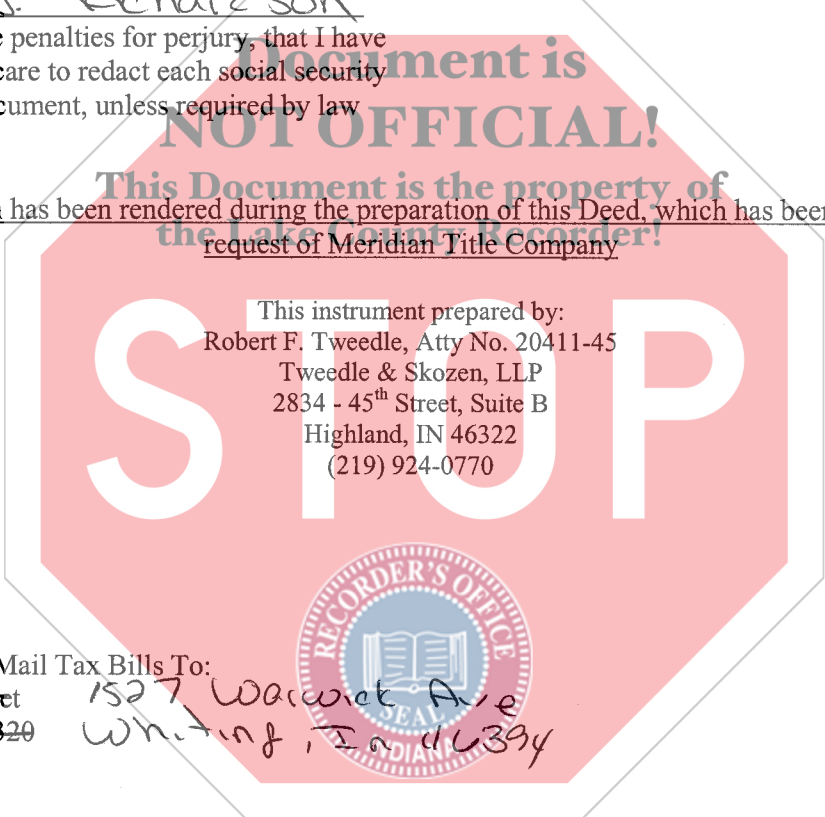 J. Richardson
e penalties for perjury, that I have
care to redact each social security
cument, unless required by law
Document is
NOT OFFICIAL!
This Document is the property of
the Lake County Recorder!
n has been rendered during the preparation of this Deed, which has been
request of Meridian Title Company
This instrument prepared by:
Robert F. Tweedle, Atty No. 20411-45
Tweedle & Skozen, LLP
2834 - 45th Street, Suite B
Highland, IN 46322
(219) 924-0770
STOP
RECORDER'S OFFICE
SEAL
INDIANA
Mail Tax Bills To:
et 1527 Warwick Ave
320 Whiting, In 46394